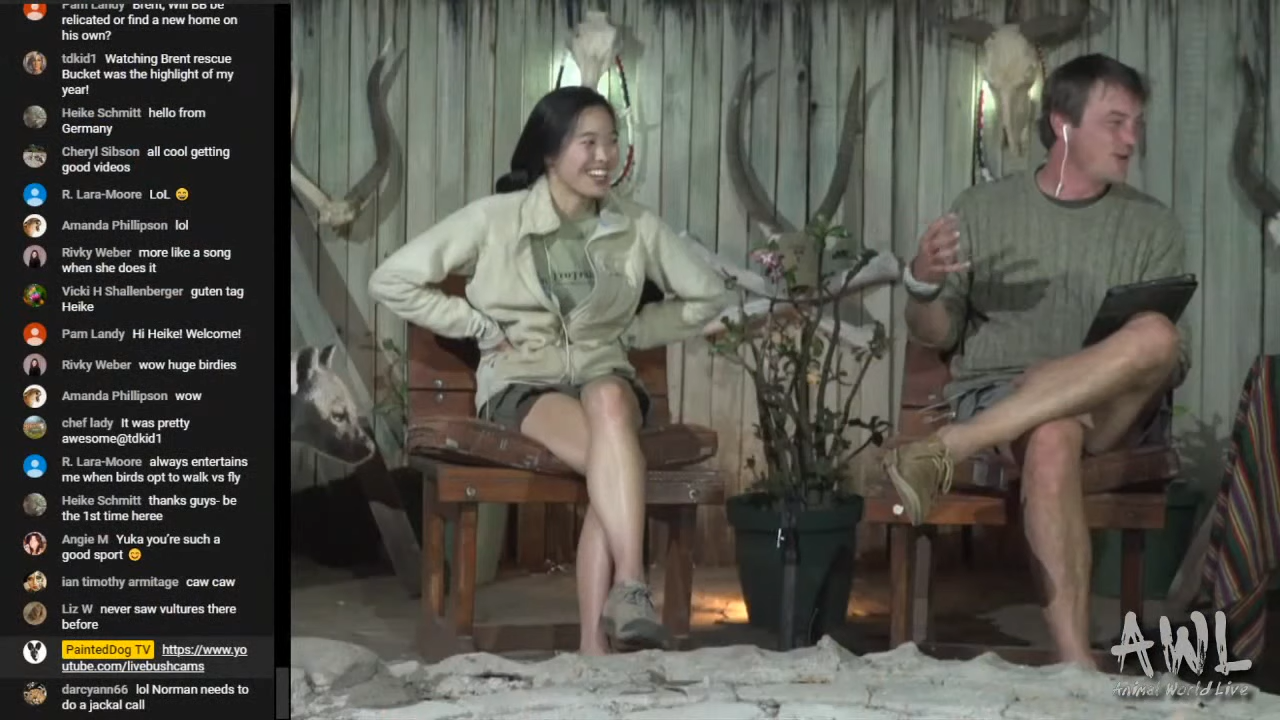 Pam Landy Brent, Will BB be
relicated or find a new home on
his own?
tdkid1 Watching Brent rescue
Bucket was the highlight of my
year!
Heike Schmitt hello from
Germany
Cheryl Sibson all cool getting
good videos
R. Lara-Moore LoL 😄
Amanda Phillipson lol
Rivky Weber more like a song
when she does it
Vicki H Shallenberger guten tag
Heike
Pam Landy Hi Heike! Welcome!
Rivky Weber wow huge birdies
Amanda Phillipson wow
chef lady It was pretty
awesome@tdkid1
R. Lara-Moore always entertains
me when birds opt to walk vs fly
Heike Schmitt thanks guys- be
the 1st time heree
Angie M Yuka you're such a
good sport 😊
ian timothy armitage caw caw
Liz W never saw vultures there
before
PaintedDog TV https://www.yo
utube.com/livebushcams
darcyann66 lol Norman needs to
do a jackal call
AWL
Animal World Live